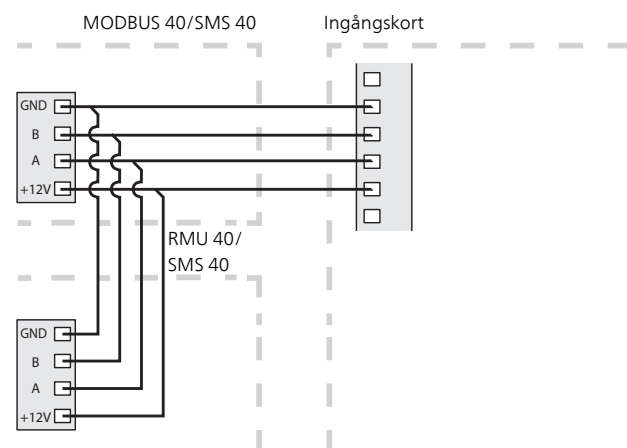 MODBUS 40/SMS 40
Ingångskort
GND
B
A
+12V
RMU 40/
SMS 40
GND
B
A
+12V